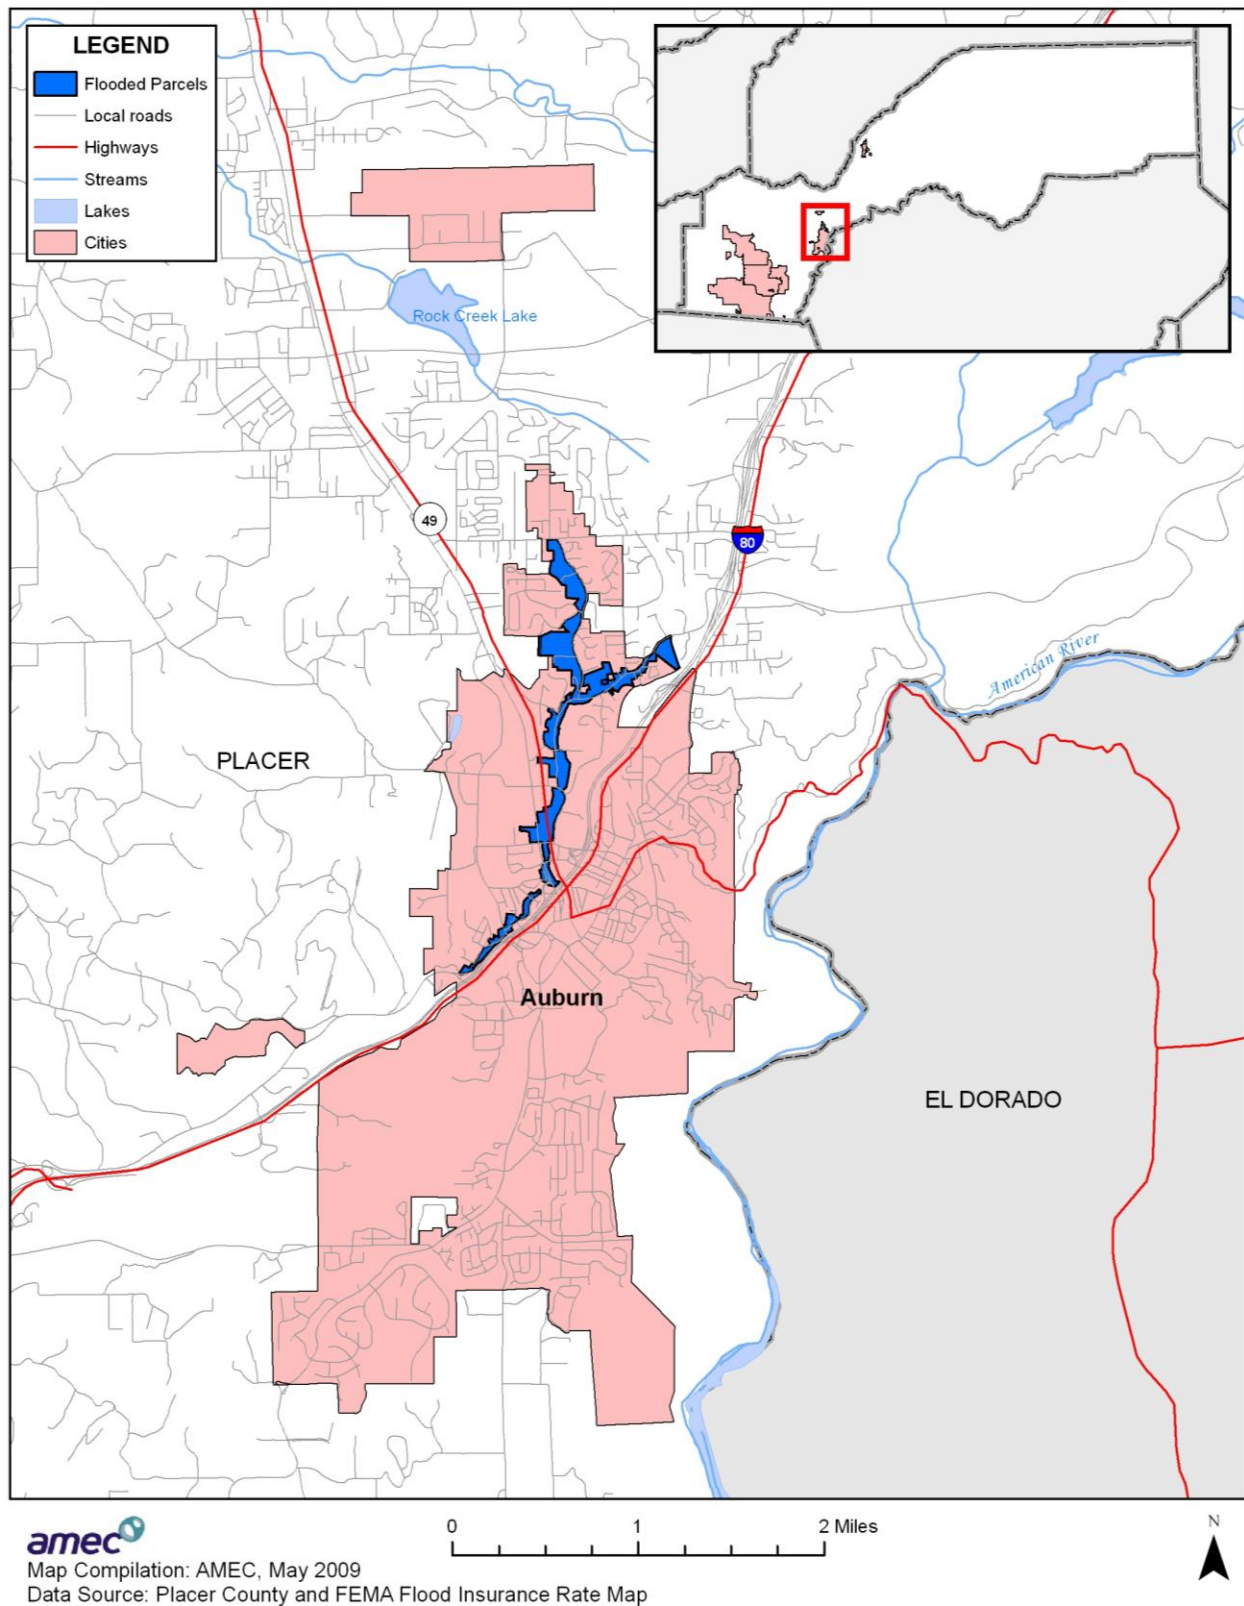 LEGEND
Flooded Parcels
Local roads
Highways
Streams
Lakes
Cities
Rock Creek Lake
49
80
American River
PLACER
Auburn
EL DORADO
amec
0 1 2 Miles
N
Map Compilation: AMEC, May 2009
Data Source: Placer County and FEMA Flood Insurance Rate Map